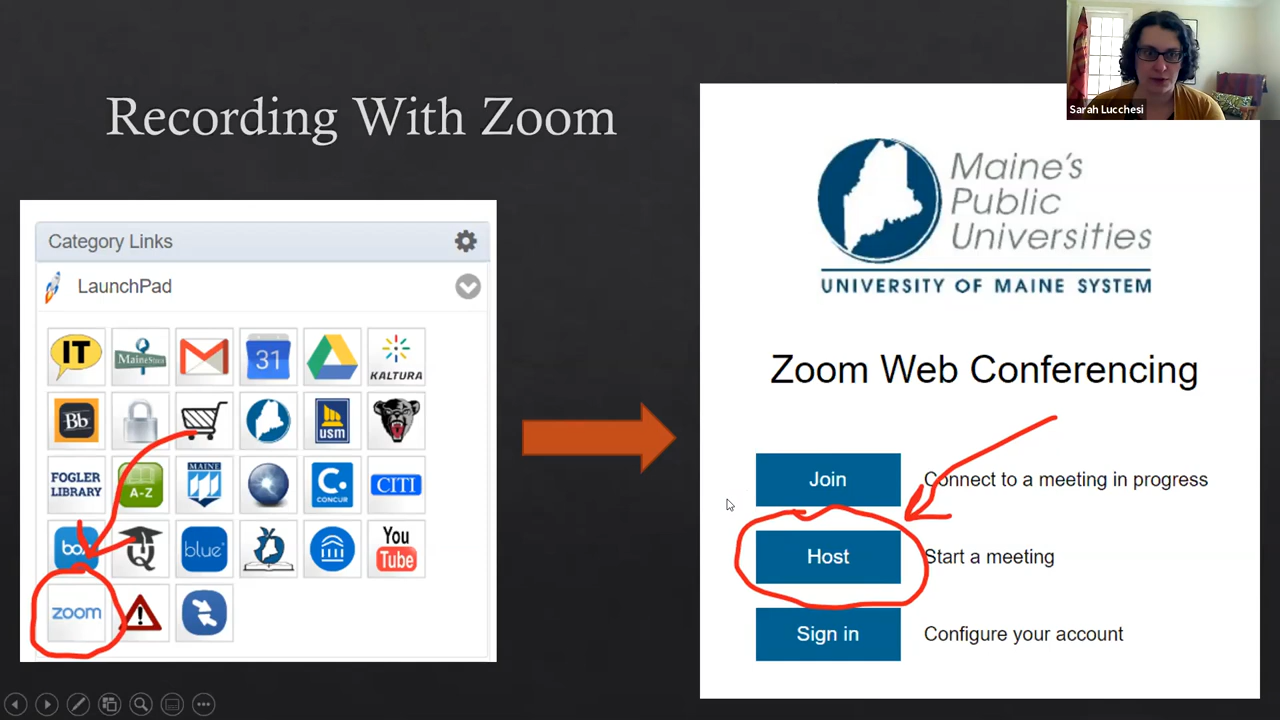 Recording With Zoom
Sarah Lucchesi
Category Links
LaunchPad
IT
31
KALTURA
Bb
usm
FOGLER
LIBRARY
A-Z
MAINE
CONCUR
CITI
box
Q
blue
You
Tube
zoom
Maine's
Public
Universities
UNIVERSITY OF MAINE SYSTEM
Zoom Web Conferencing
Join
Connect to a meeting in progress
Host
Start a meeting
Sign in
Configure your account